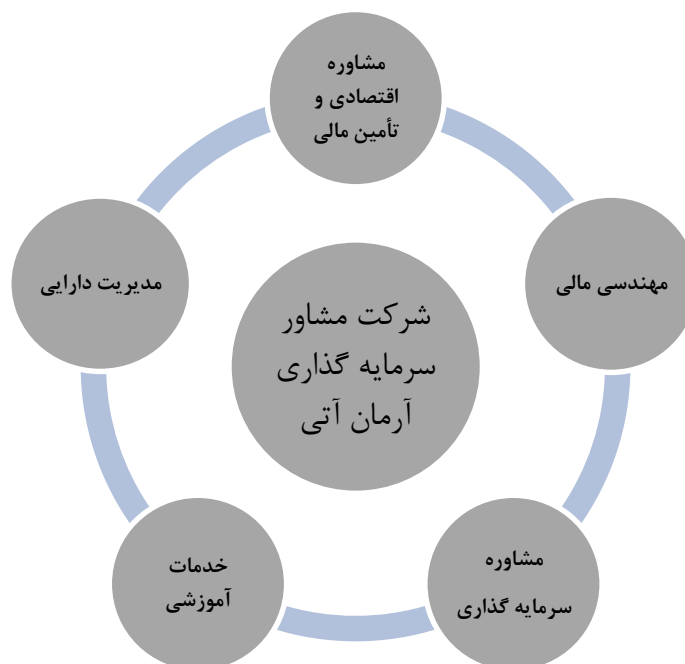 مشاوره
اقتصادی و
تأمین مالی
مهندسی مالی
مدیریت دارایی
شرکت مشاور
سرمایه گذاری
آرمان آتی
مشاوره
سرمایه گذاری
خدمات
آموزشی